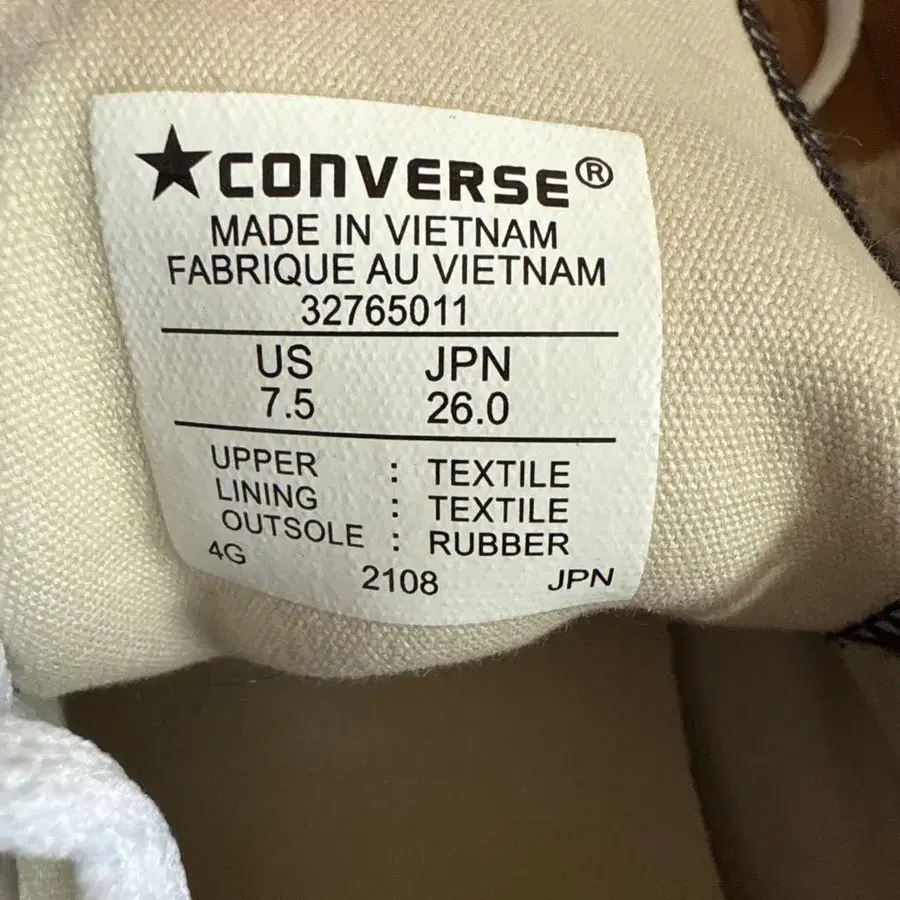 ★CONVERSE®
MADE IN VIETNAM
FABRIQUE AU VIETNAM
32765011
US JPN
7.5 26.0
UPPER : TEXTILE
LINING : TEXTILE
OUTSOLE : RUBBER
4G 2108 JPN